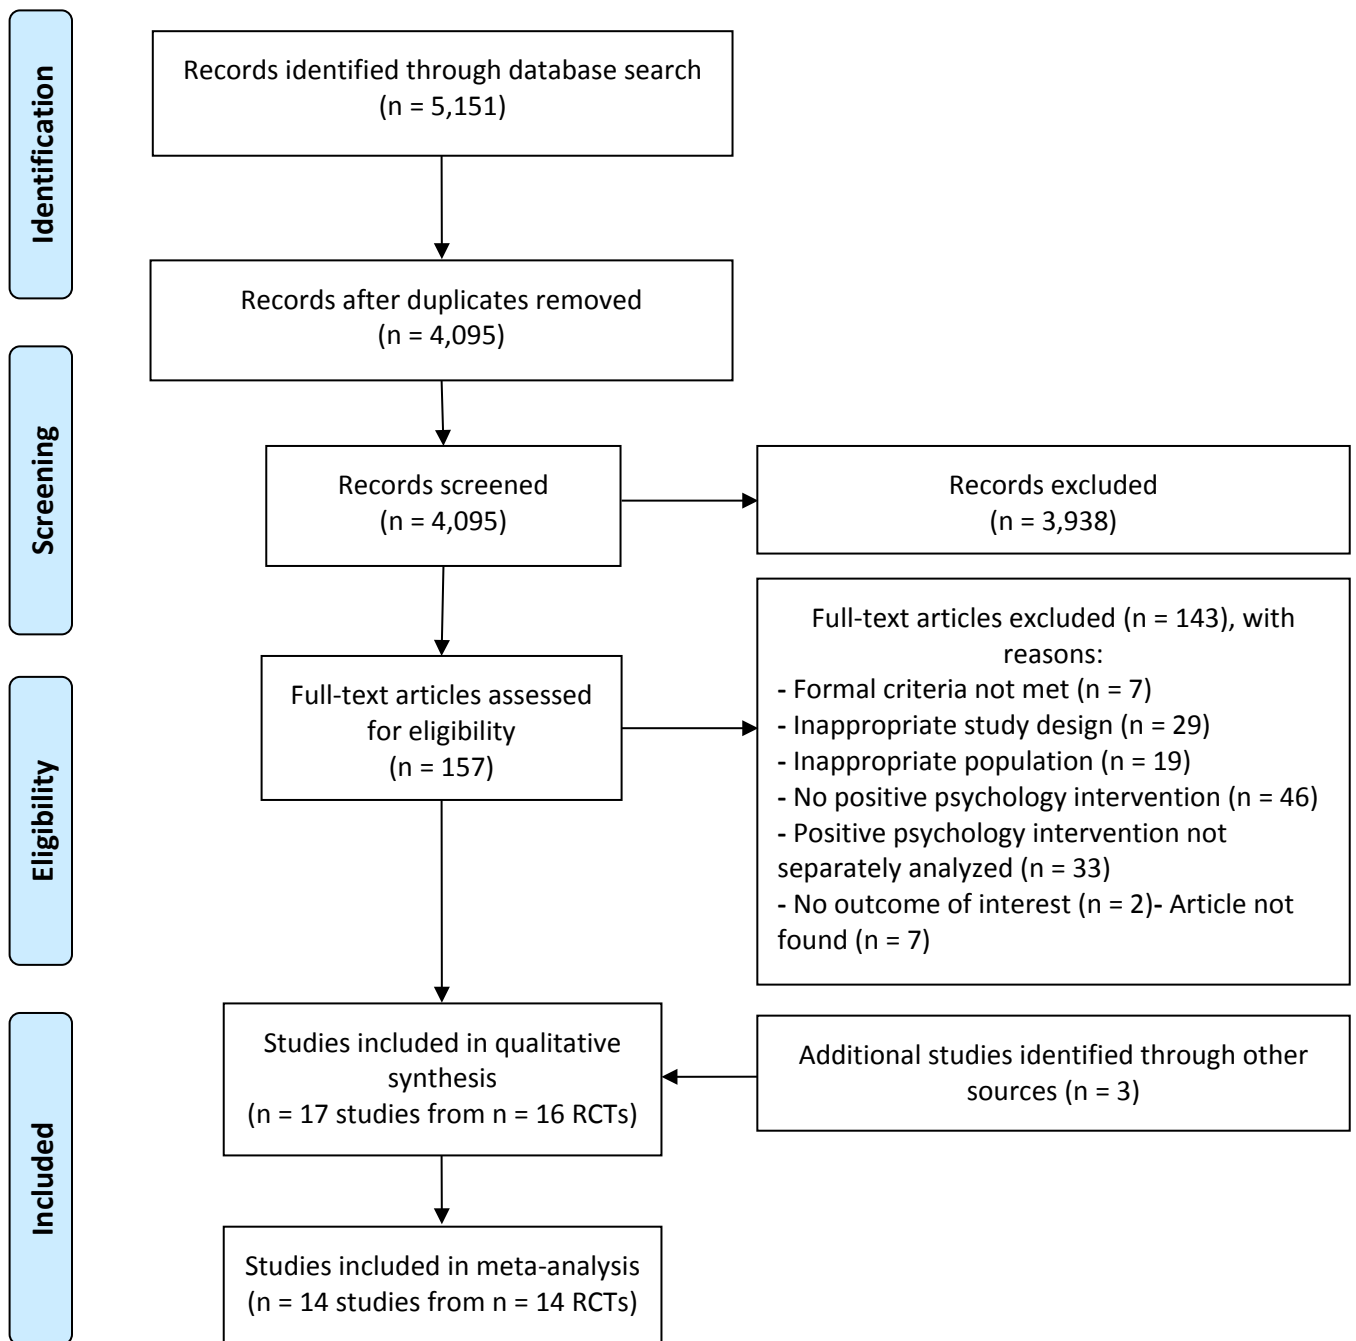 Identification
Records identified through database search
(n = 5,151)
Records after duplicates removed
(n = 4,095)
Screening
Records screened
(n = 4,095)
Records excluded
(n = 3,938)
Eligibility
Full-text articles assessed
for eligibility
(n = 157)
Full-text articles excluded (n = 143), with
reasons:
- Formal criteria not met (n = 7)
- Inappropriate study design (n = 29)
- Inappropriate population (n = 19)
- No positive psychology intervention (n = 46)
- Positive psychology intervention not
separately analyzed (n = 33)
- No outcome of interest (n = 2)- Article not
found (n = 7)
Included
Studies included in qualitative
synthesis
(n = 17 studies from n = 16 RCTs)
Additional studies identified through other
sources (n = 3)
Studies included in meta-analysis
(n = 14 studies from n = 14 RCTs)